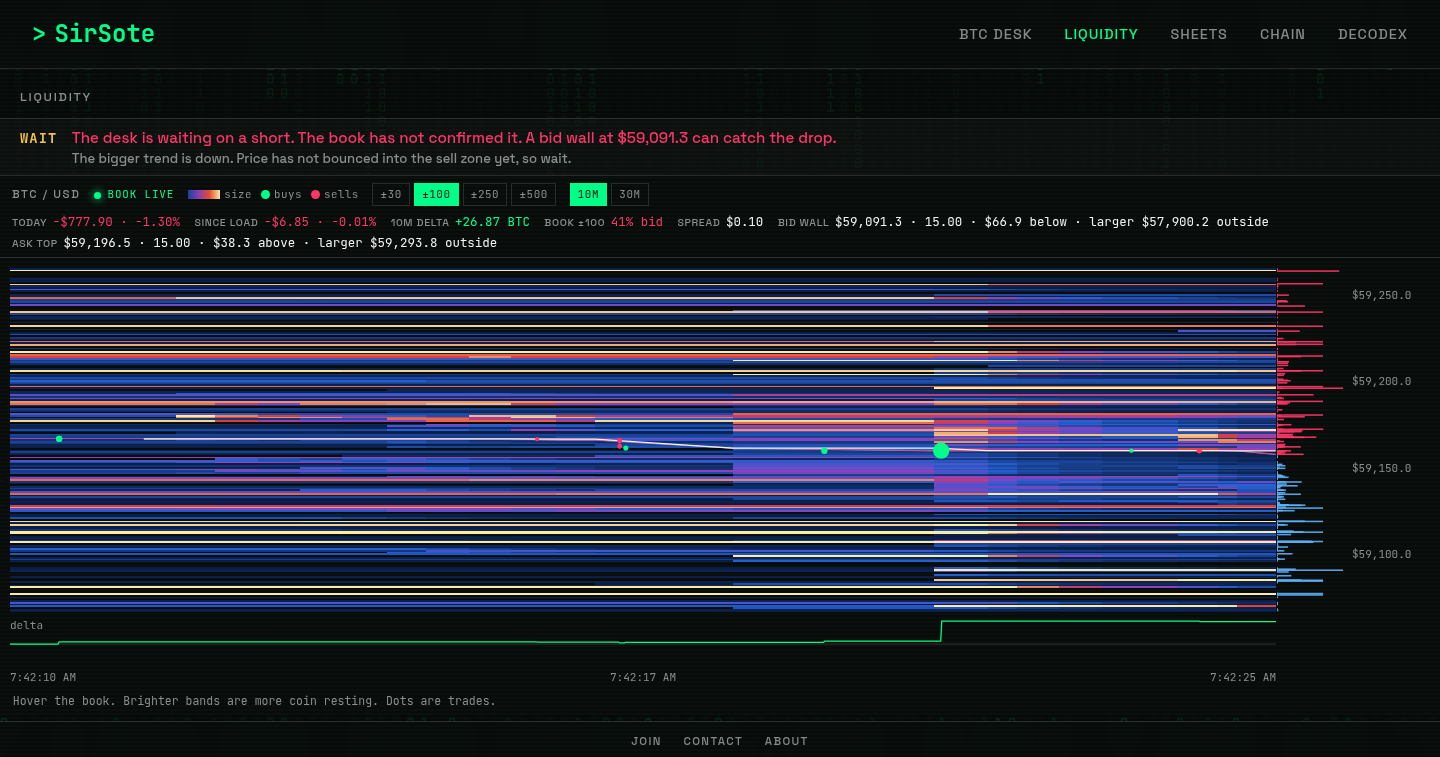 > SirSote
BTC DESK LIQUIDITY SHEETS CHAIN DECODEX
LIQUIDITY
WAIT The desk is waiting on a short. The book has not confirmed it. A bid wall at $59,091.3 can catch the drop.
The bigger trend is down. Price has not bounced into the sell zone yet, so wait.
BTC / USD BOOK LIVE size buys sells ±30 ±100 ±250 ±500 10M 30M
TODAY -$777.90 · -1.30% SINCE LOAD -$6.85 · -0.01% 10M DELTA +26.87 BTC BOOK ±100 41% bid SPREAD $0.10 BID WALL $59,091.3 · 15.00 · $66.9 below · larger $57,900.2 outside
ASK TOP $59,196.5 · 15.00 · $38.3 above · larger $59,293.8 outside
$59,250.0
$59,200.0
$59,150.0
$59,100.0
delta
7:42:10 AM 7:42:17 AM 7:42:25 AM
Hover the book. Brighter bands are more coin resting. Dots are trades.
JOIN CONTACT ABOUT